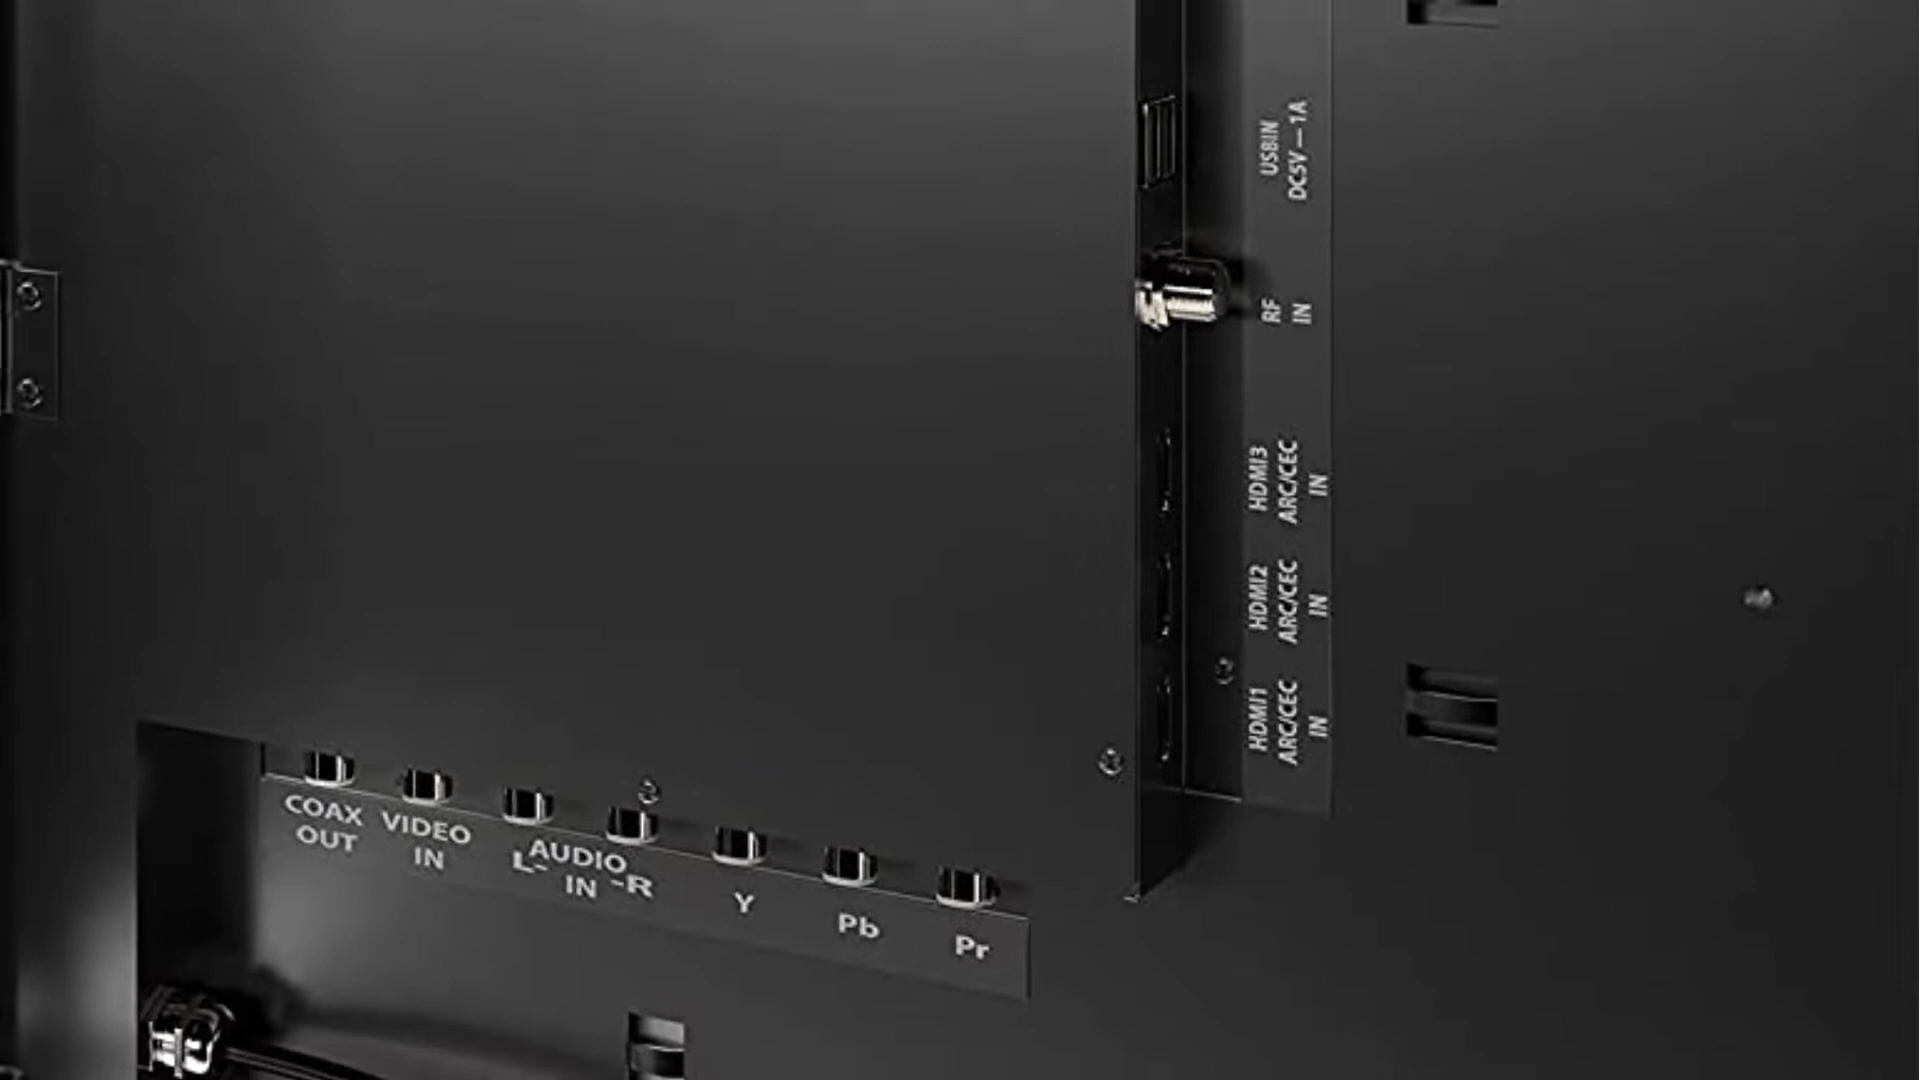 USBIN
DC5V—1A
RF
IN
HDMI3
ARC/CEC
IN
HDMI2
ARC/CEC
IN
HDMI1
ARC/CEC
IN
COAX
OUT
VIDEO
IN
L- AUDIO -R
IN
Y
Pb
Pr